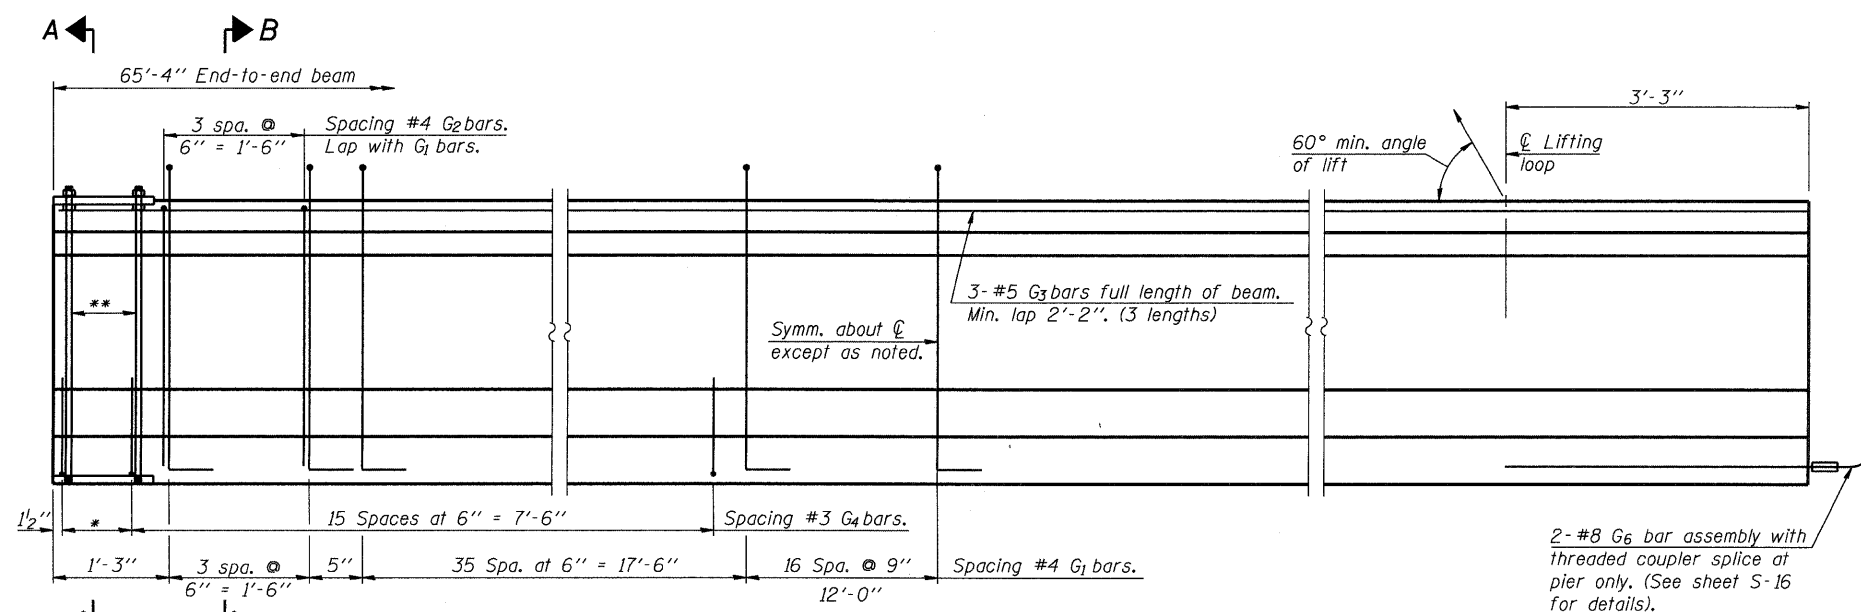 A B
65'-4" End-to-end beam
3 spa. @
6" = 1'-6"
Spacing #4 G2 bars.
Lap with G1 bars.
3'-3"
60° min. angle
of lift
℄ Lifting
loop
**
3-#5 G3 bars full length of beam.
Min. lap 2'-2". (3 lengths)
Symm. about ℄
except as noted.
1½"
*
15 Spaces at 6" = 7'-6"
Spacing #3 G4 bars.
1'-3"
3 spa. @
6" = 1'-6"
5"
35 Spa. at 6" = 17'-6"
16 Spa. @ 9"
12'-0"
Spacing #4 G1 bars.
2-#8 G6 bar assembly with
threaded coupler splice at
pier only. (See sheet S-16
for details).